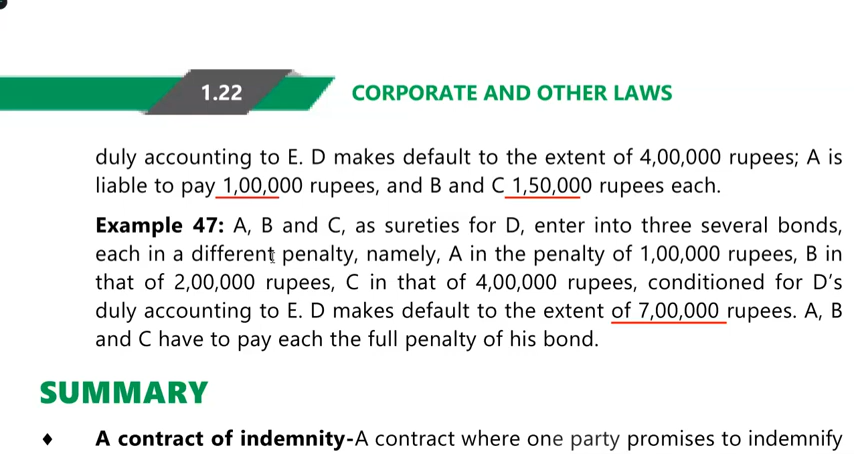 1.22 CORPORATE AND OTHER LAWS
duly accounting to E. D makes default to the extent of 4,00,000 rupees; A is
liable to pay 1,00,000 rupees, and B and C 1,50,000 rupees each.
Example 47: A, B and C, as sureties for D, enter into three several bonds,
each in a different penalty, namely, A in the penalty of 1,00,000 rupees, B in
that of 2,00,000 rupees, C in that of 4,00,000 rupees, conditioned for D’s
duly accounting to E. D makes default to the extent of 7,00,000 rupees. A, B
and C have to pay each the full penalty of his bond.
SUMMARY
♦ A contract of indemnity-A contract where one party promises to indemnify